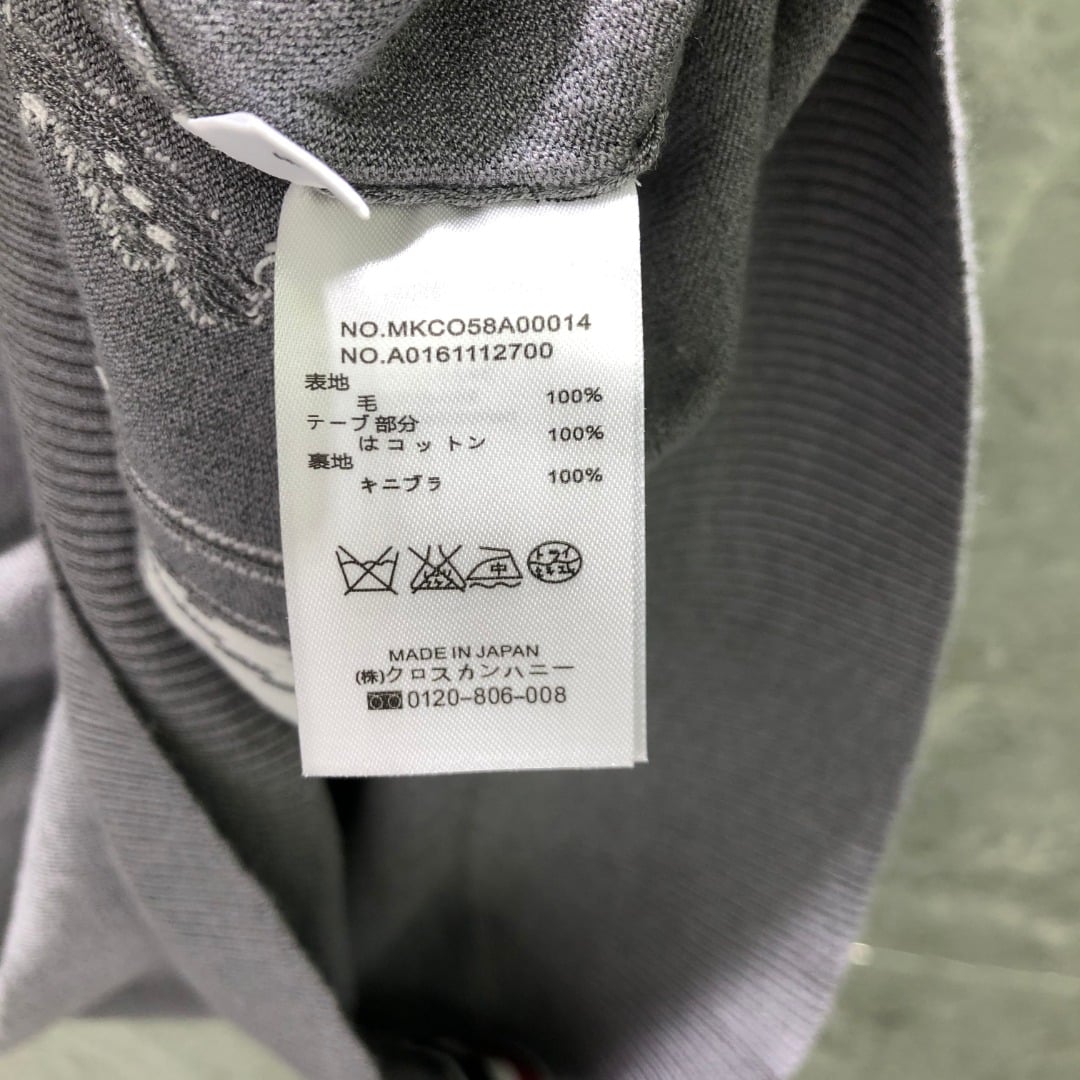 NO.MKCO58A00014
NO.A0161112700
表地
毛 100%
テープ部分
はコットン 100%
裏地
キニブラ 100%
中
MADE IN JAPAN
(株)クロスカンハニー
0120-806-008